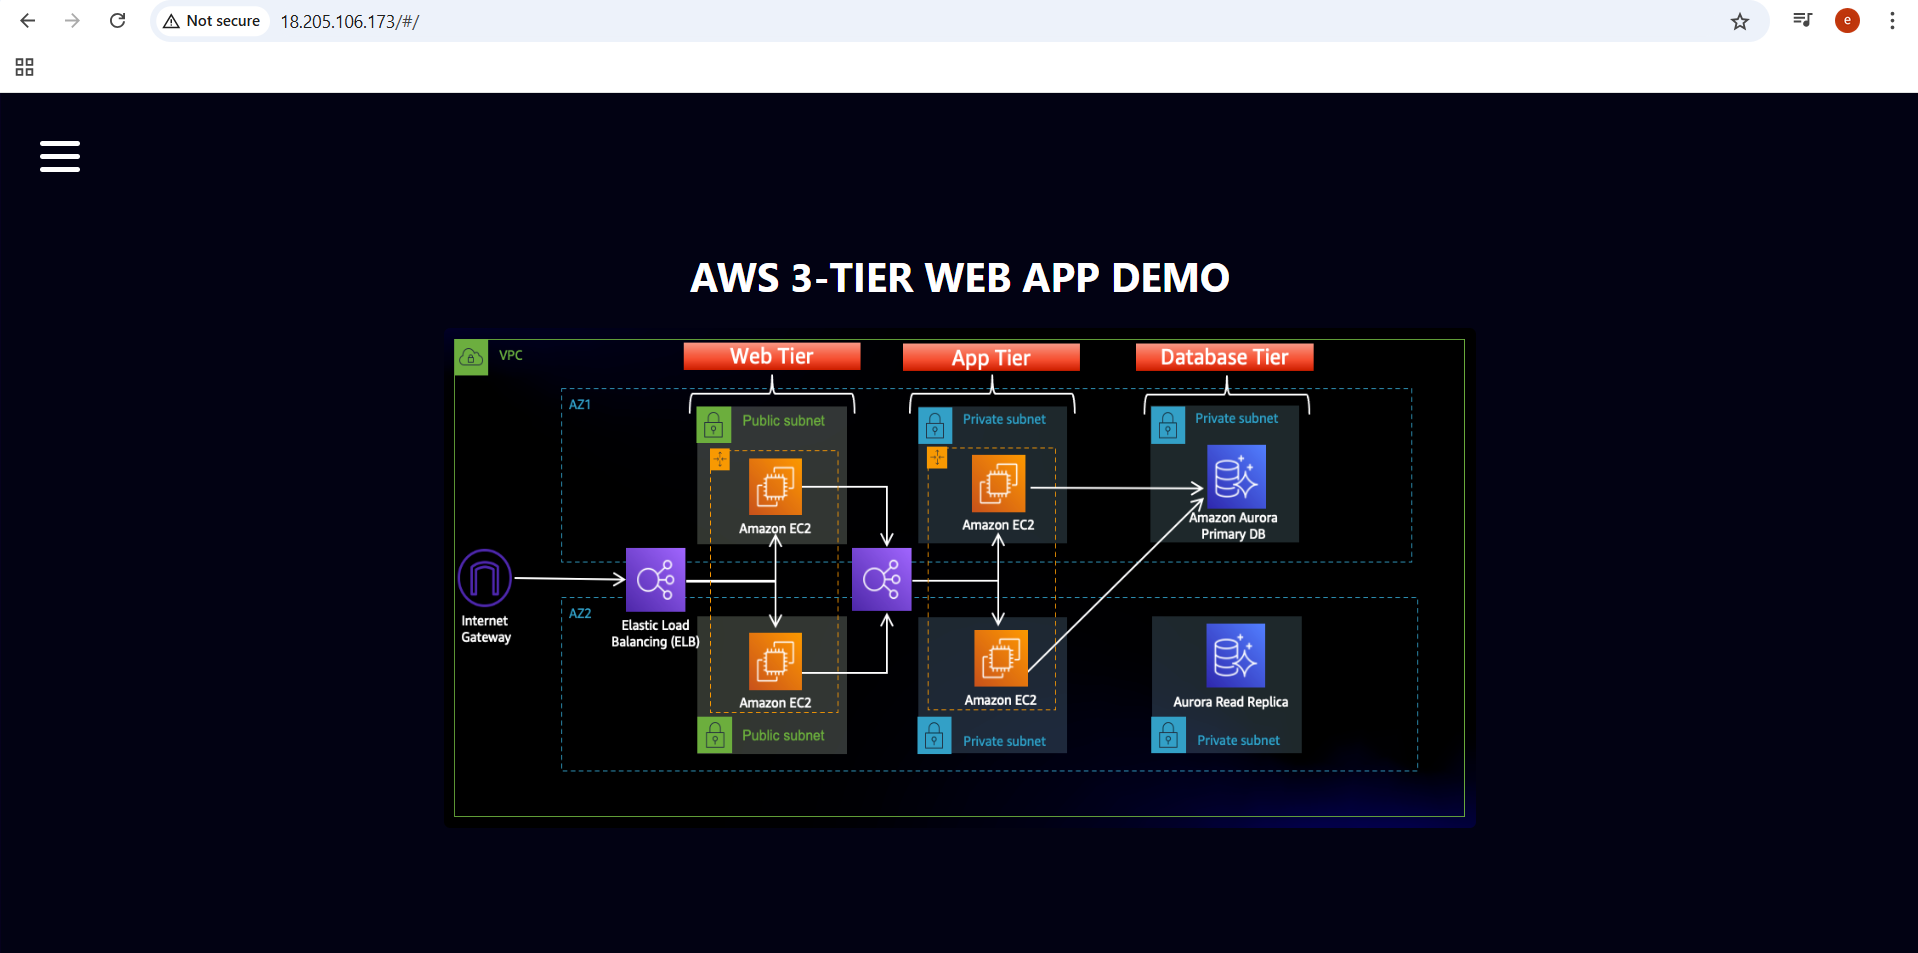 Not secure
18.205.106.173/#/
e
AWS 3-TIER WEB APP DEMO
VPC
Web Tier
App Tier
Database Tier
AZ1
Public subnet
Private subnet
Private subnet
Amazon EC2
Amazon EC2
Amazon Aurora
Primary DB
Internet
Gateway
Elastic Load
Balancing (ELB)
AZ2
Amazon EC2
Amazon EC2
Aurora Read Replica
Public subnet
Private subnet
Private subnet